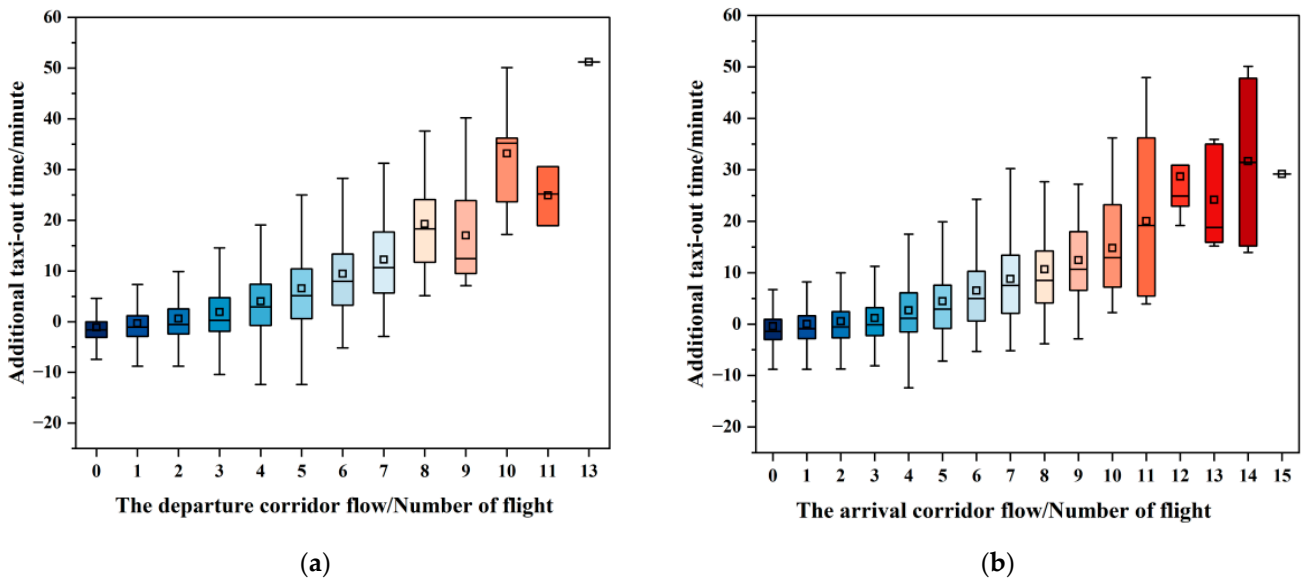 Additional taxi-out time/minute
60
50
40
30
20
10
0
−10
−20
0 1 2 3 4 5 6 7 8 9 10 11 13
The departure corridor flow/Number of flight
(a)
Additional taxi-out time/minute
60
50
40
30
20
10
0
−10
−20
0 1 2 3 4 5 6 7 8 9 10 11 12 13 14 15
The arrival corridor flow/Number of flight
(b)